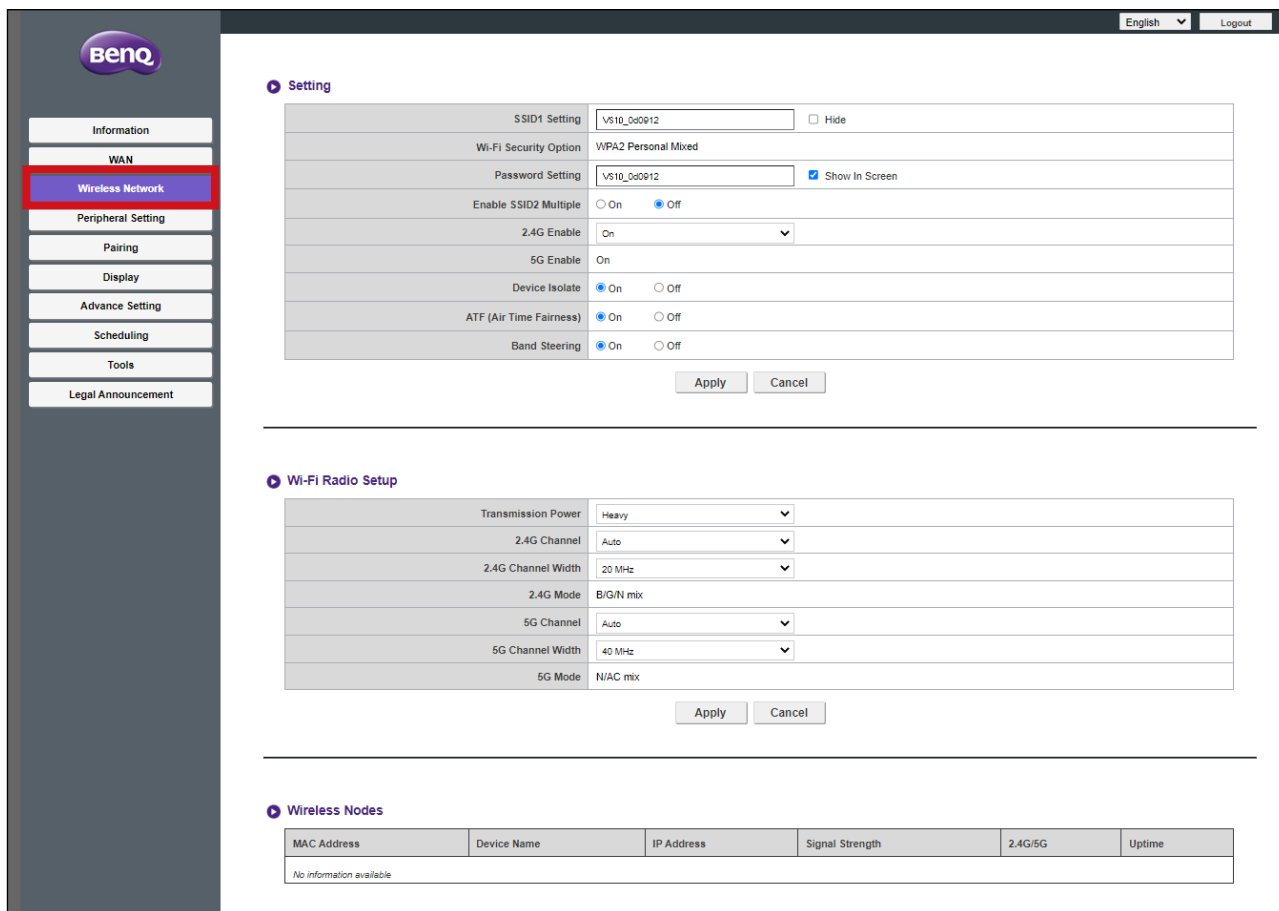 English Logout
BenQ
Information
WAN
Wireless Network
Peripheral Setting
Pairing
Display
Advance Setting
Scheduling
Tools
Legal Announcement
Setting
SSID1 Setting VS10_0d0912 Hide
Wi-Fi Security Option WPA2 Personal Mixed
Password Setting VS10_0d0912 Show In Screen
Enable SSID2 Multiple On Off
2.4G Enable On
5G Enable On
Device Isolate On Off
ATF (Air Time Fairness) On Off
Band Steering On Off
Apply Cancel
Wi-Fi Radio Setup
Transmission Power Heavy
2.4G Channel Auto
2.4G Channel Width 20 MHz
2.4G Mode B/G/N mix
5G Channel Auto
5G Channel Width 40 MHz
5G Mode N/AC mix
Apply Cancel
Wireless Nodes
MAC Address Device Name IP Address Signal Strength 2.4G/5G Uptime
No information available